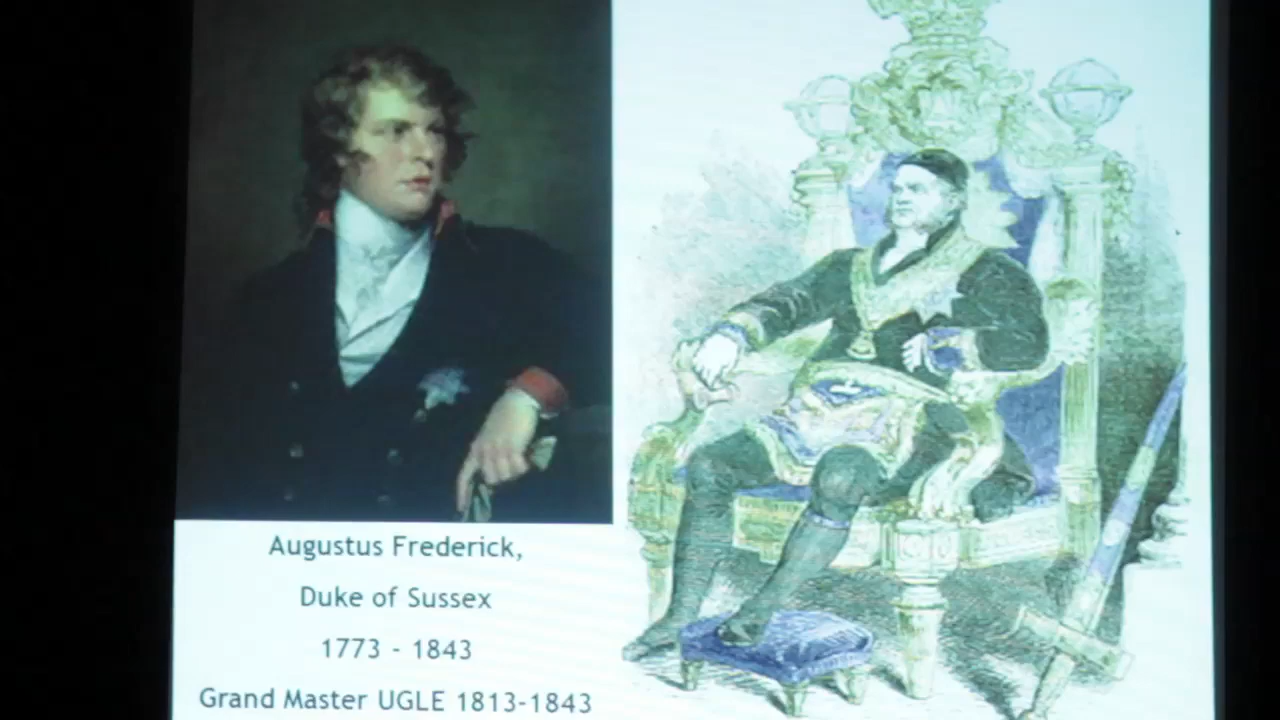 Augustus Frederick,
Duke of Sussex
1773 - 1843
Grand Master UGLE 1813-1843